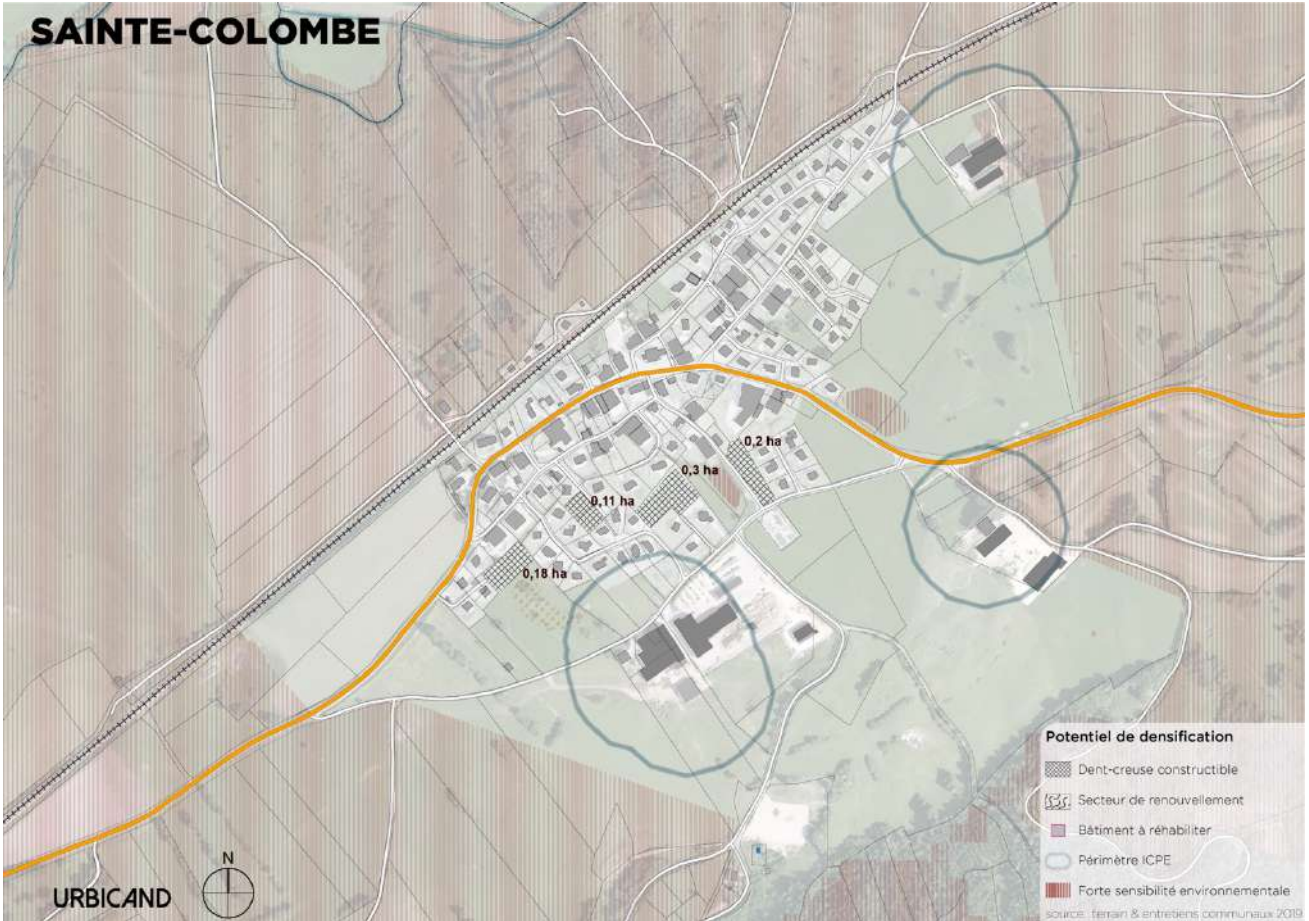 SAINTE-COLOMBE
0,2 ha
0,3 ha
0,11 ha
0,18 ha
Potentiel de densification
Dent-creuse constructible
Secteur de renouvellement
Bâtiment à réhabiliter
Périmètre ICPE
Forte sensibilité environnementale
source: terrain & entretiens communaux 2019
N
URBICAND